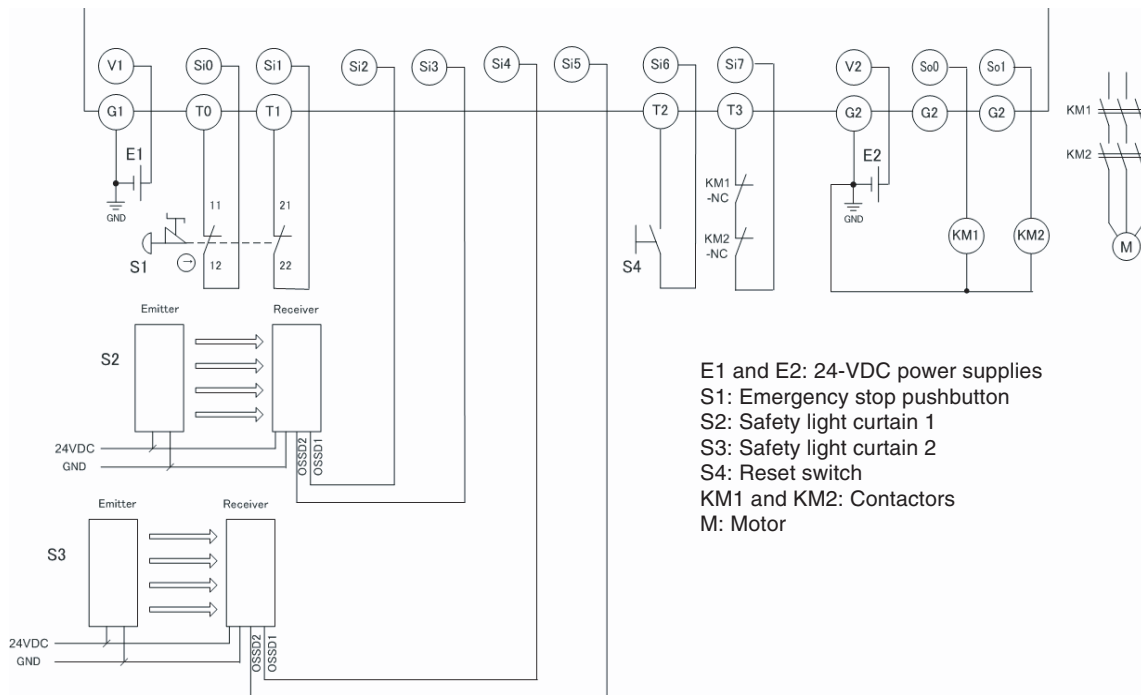 V1 Si0 Si1 Si2 Si3 Si4 Si5 Si6 Si7 V2 So0 So1
G1 T0 T1 T2 T3 G2 G2 G2
KM1
KM2
M
E1
GND
11 21
12 22
S1
KM1
-NC
KM2
-NC
S4
E2
GND
KM1 KM2
Emitter Receiver
S2
24VDC
GND
OSSD2
OSSD1
Emitter Receiver
S3
24VDC
GND
OSSD2
OSSD1
E1 and E2: 24-VDC power supplies
S1: Emergency stop pushbutton
S2: Safety light curtain 1
S3: Safety light curtain 2
S4: Reset switch
KM1 and KM2: Contactors
M: Motor